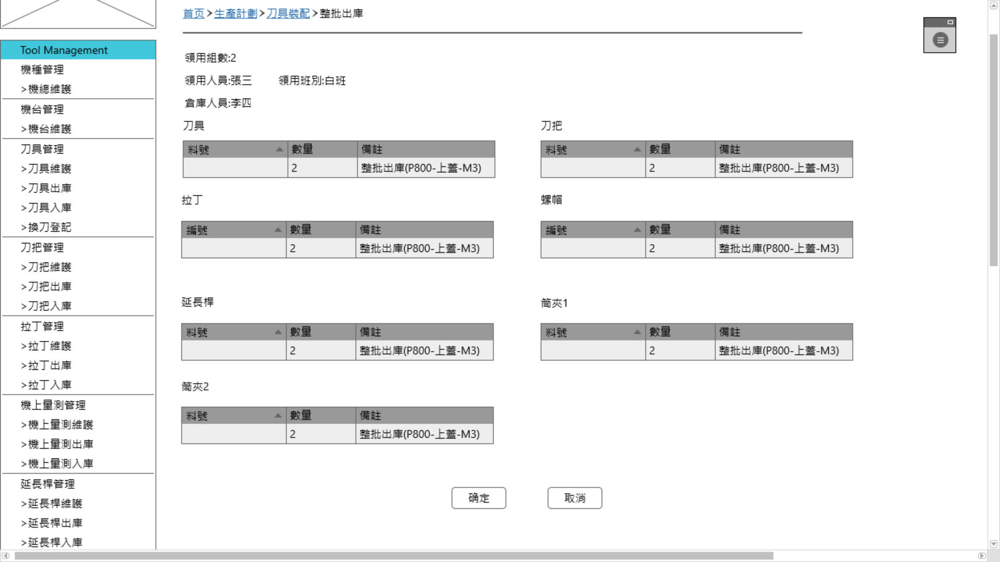 首页>生產計劃>刀具裝配>整批出庫
Tool Management
機種管理
>機總維護
機台管理
>機台維護
刀具管理
>刀具維護
>刀具出庫
>刀具入庫
>換刀登記
刀把管理
>刀把維護
>刀把出庫
>刀把入庫
拉丁管理
>拉丁維護
>拉丁出庫
>拉丁入庫
機上量測管理
>機上量測維護
>機上量測出庫
>機上量測入庫
延長桿管理
>延長桿維護
>延長桿出庫
>延長桿入庫
領用組數:2
領用人員:張三 領用班別:白班
倉庫人員:李四
刀具
料號 數量 備註
2 整批出庫(P800-上蓋-M3)
刀把
料號 數量 備註
2 整批出庫(P800-上蓋-M3)
拉丁
編號 數量 備註
2 整批出庫(P800-上蓋-M3)
螺帽
編號 數量 備註
2 整批出庫(P800-上蓋-M3)
延長桿
料號 數量 備註
2 整批出庫(P800-上蓋-M3)
筒夾1
料號 數量 備註
2 整批出庫(P800-上蓋-M3)
筒夾2
料號 數量 備註
2 整批出庫(P800-上蓋-M3)
确定 取消